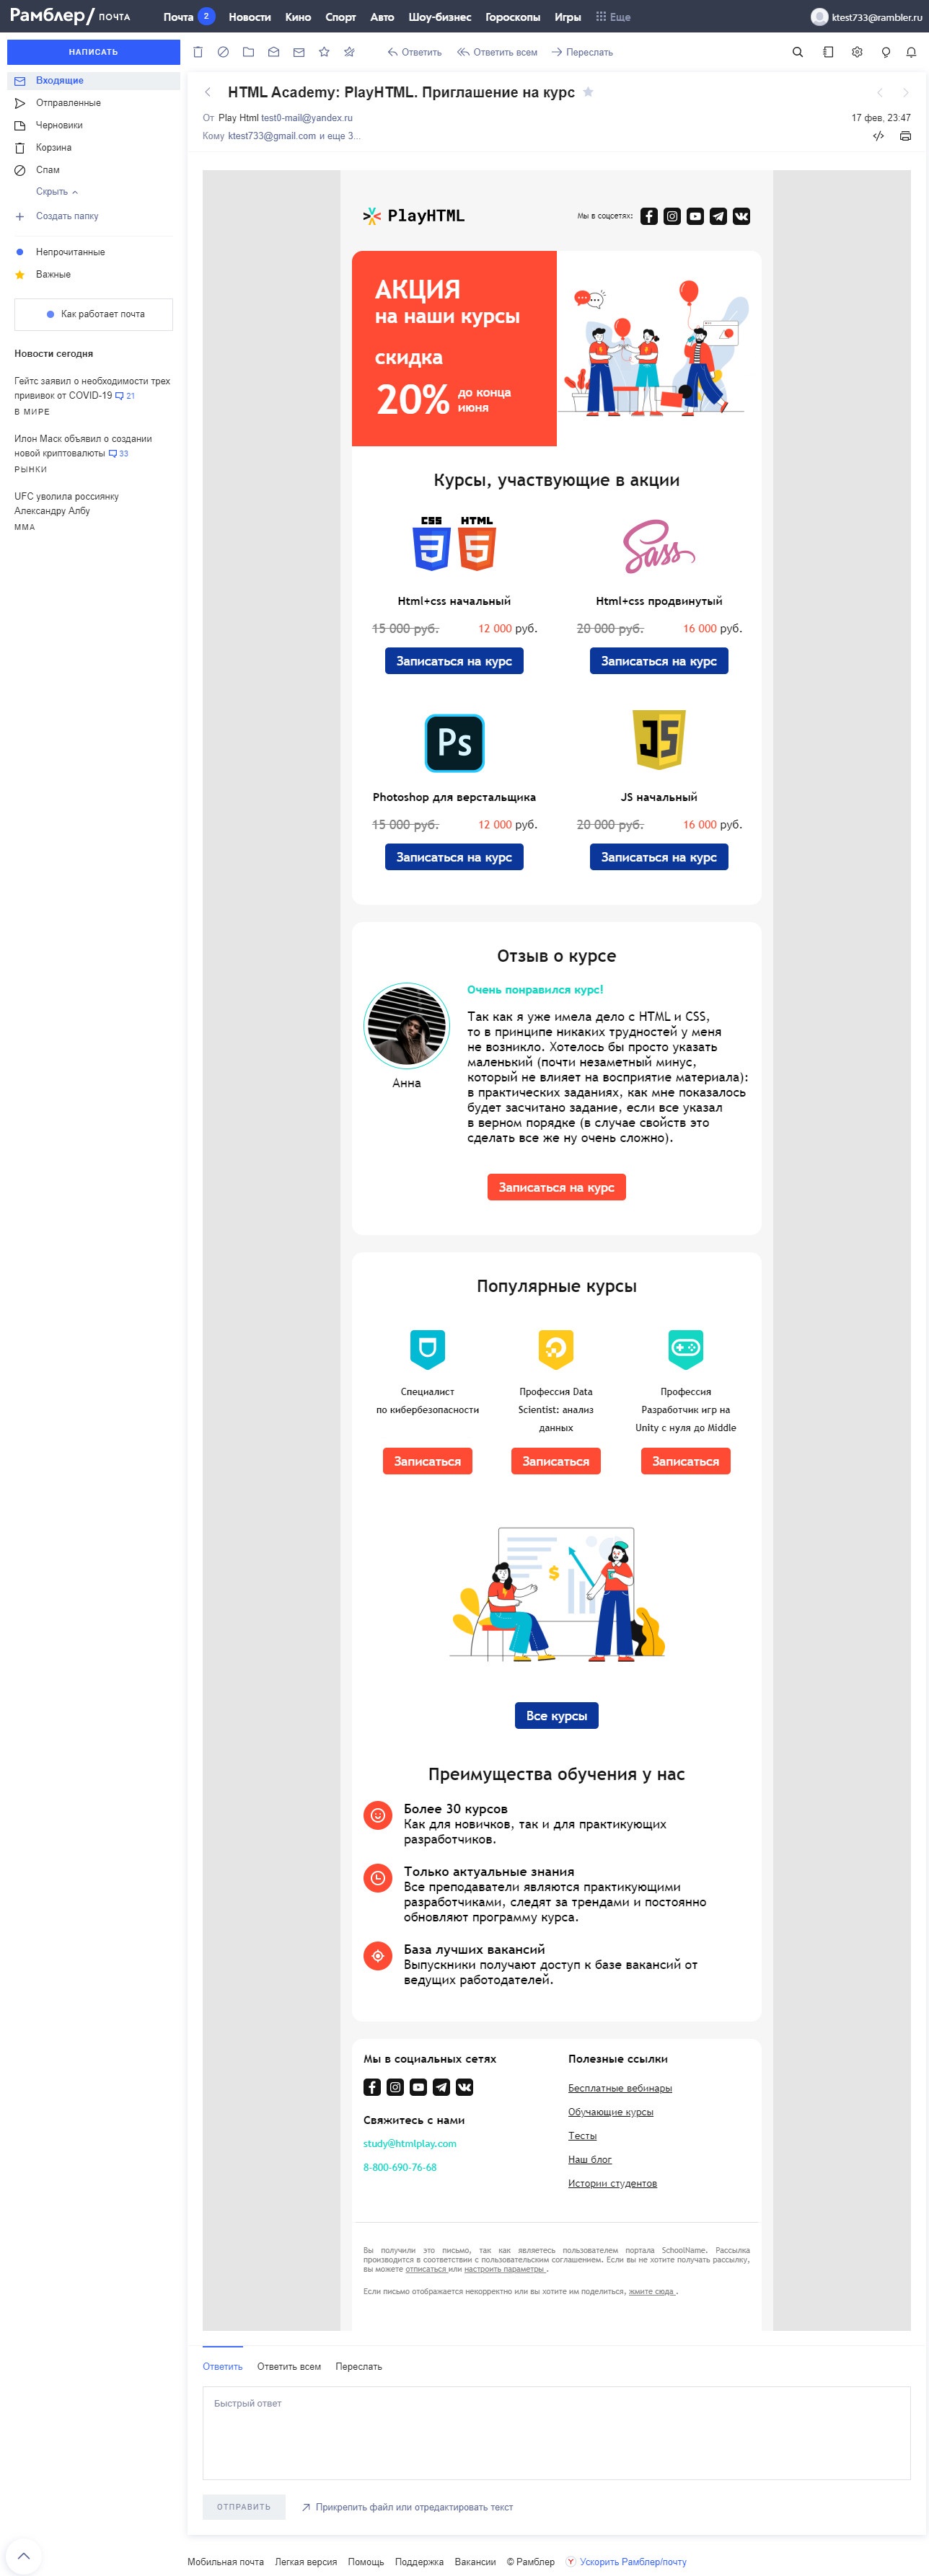 Рамблер/ ПОЧТА
Почта 2 Новости Кино Спорт Авто Шоу-бизнес Гороскопы Игры Еще
ktest733@rambler.ru
НАПИСАТЬ
Ответить Ответить всем Переслать
Входящие
Отправленные
Черновики
Корзина
Спам
Скрыть
Создать папку
Непрочитанные
Важные
Как работает почта
Новости сегодня
Гейтс заявил о необходимости трех
прививок от COVID-19 21
В МИРЕ
Илон Маск объявил о создании
новой криптовалюты 33
РЫНКИ
UFC уволила россиянку
Александру Албу
ММА
HTML Academy: PlayHTML. Приглашение на курс
От Play Html test0-mail@yandex.ru
17 фев, 23:47
Кому ktest733@gmail.com и еще 3...
PlayHTML
Мы в соцсетях:
АКЦИЯ
на наши курсы
скидка
20% до конца
июня
Курсы, участвующие в акции
CSS HTML
3 5
Sass
Html+css начальный
Html+css продвинутый
15 000 руб. 12 000 руб.
20 000 руб. 16 000 руб.
Записаться на курс
Записаться на курс
Ps
JS
Photoshop для верстальщика
JS начальный
15 000 руб. 12 000 руб.
20 000 руб. 16 000 руб.
Записаться на курс
Записаться на курс
Отзыв о курсе
Анна
Очень понравился курс!
Так как я уже имела дело с HTML и CSS,
то в принципе никаких трудностей у меня
не возникло. Хотелось бы просто указать
маленький (почти незаметный минус,
который не влияет на восприятие материала):
в практических заданиях, как мне показалось
будет засчитано задание, если все указал
в верном порядке (в случае свойств это
сделать все же ну очень сложно).
Записаться на курс
Популярные курсы
Специалист
по кибербезопасности
Профессия Data
Scientist: анализ
данных
Профессия
Разработчик игр на
Unity с нуля до Middle
Записаться
Записаться
Записаться
$
Все курсы
Преимущества обучения у нас
Более 30 курсов
Как для новичков, так и для практикующих
разработчиков.
Только актуальные знания
Все преподаватели являются практикующими
разработчиками, следят за трендами и постоянно
обновляют программу курса.
База лучших вакансий
Выпускники получают доступ к базе вакансий от
ведущих работодателей.
Мы в социальных сетях
Свяжитесь с нами
study@htmlplay.com
8-800-690-76-68
Полезные ссылки
Бесплатные вебинары
Обучающие курсы
Тесты
Наш блог
Истории студентов
Вы получили это письмо, так как являетесь пользователем портала SchoolName. Рассылка
производится в соответствии с пользовательским соглашением. Если вы не хотите получать рассылку,
вы можете отписаться или настроить параметры .
Если письмо отображается некорректно или вы хотите им поделиться, жмите сюда .
Ответить Ответить всем Переслать
Быстрый ответ
ОТПРАВИТЬ
Прикрепить файл или отредактировать текст
Мобильная почта Легкая версия Помощь Поддержка Вакансии © Рамблер Ускорить Рамблер/почту